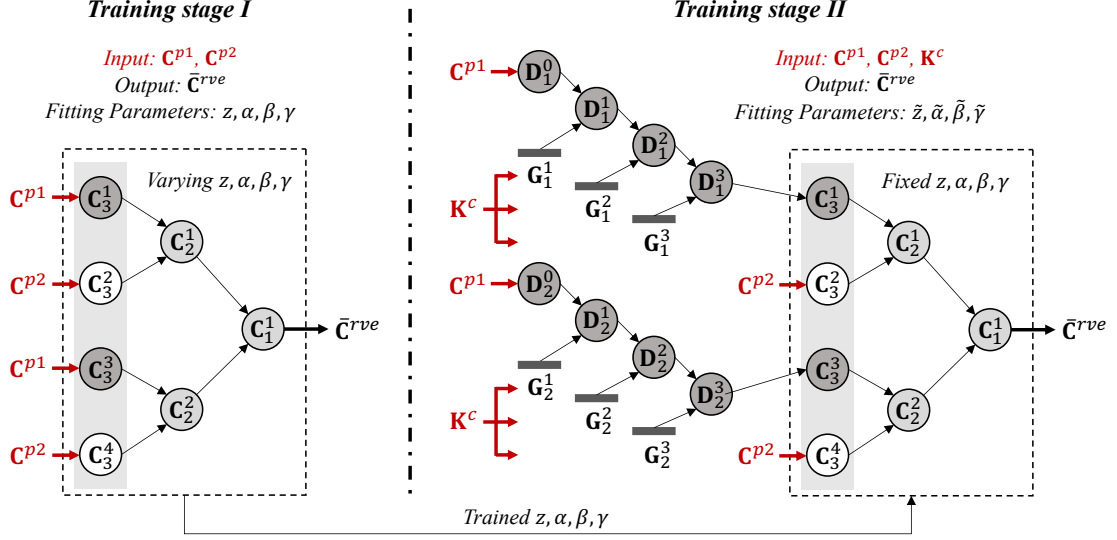 Training stage I
Input: C^{p1}, C^{p2}
Output: C̄^{rve}
Fitting Parameters: z, α, β, γ
Varying z, α, β, γ
C^{p1}
C_3^1
C_2^1
C^{p2}
C_3^2
C_1^1
C̄^{rve}
C^{p1}
C_3^3
C_2^2
C^{p2}
C_3^4
Training stage II
Input: C^{p1}, C^{p2}, K^c
Output: C̄^{rve}
Fitting Parameters: z̃, α̃, β̃, γ̃
C^{p1}
D_1^0
D_1^1
D_1^2
D_1^3
G_1^1
G_1^2
G_1^3
K^c
C^{p1}
D_2^0
D_2^1
D_2^2
D_2^3
G_2^1
G_2^2
G_2^3
K^c
Fixed z, α, β, γ
C_3^1
C_2^1
C^{p2}
C_3^2
C_1^1
C̄^{rve}
C_3^3
C_2^2
C^{p2}
C_3^4
Trained z, α, β, γ